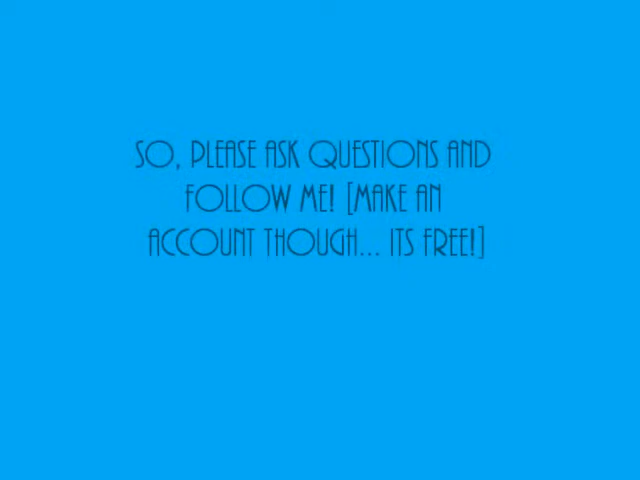 SO, PLEASE ASK QUESTIONS AND
FOLLOW ME! [MAKE AN
ACCOUNT THOUGH... ITS FREE!]